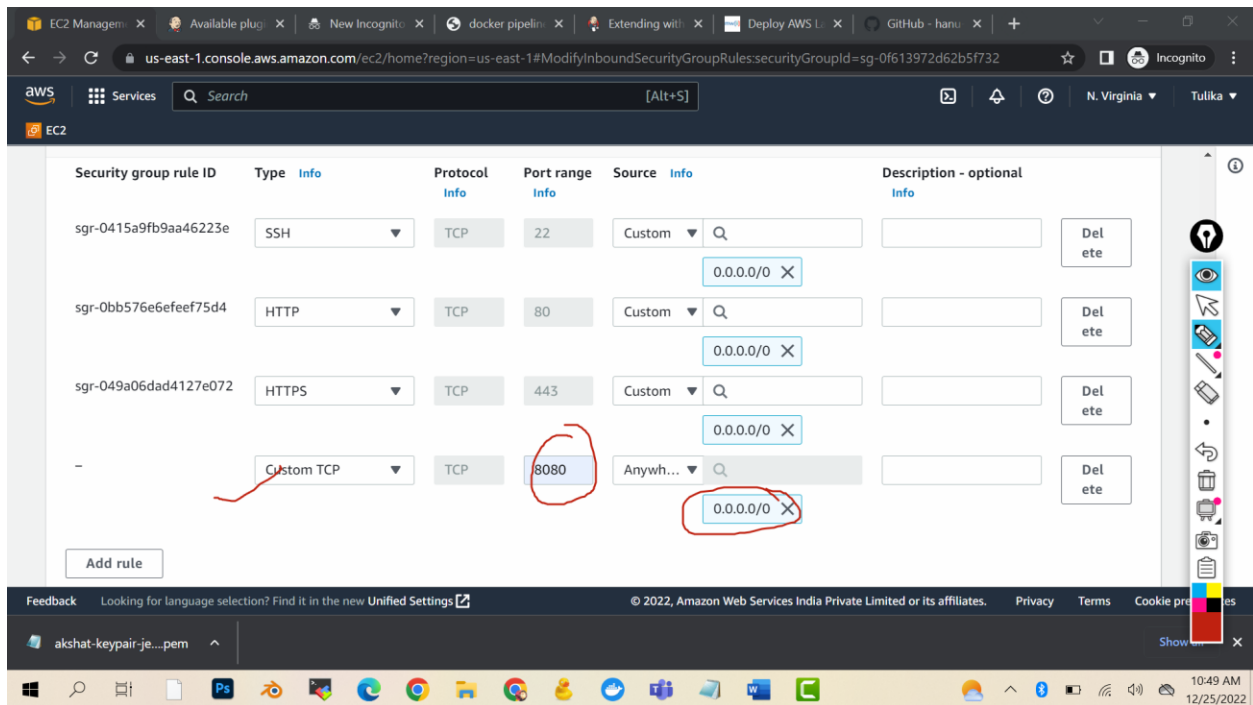 EC2 Managem
Available plug
New Incognito
docker pipelin
Extending with
Deploy AWS L
GitHub - hanu
us-east-1.console.aws.amazon.com/ec2/home?region=us-east-1#ModifyInboundSecurityGroupRules:securityGroupId=sg-0f613972d62b5f732
Incognito
aws Services Search [Alt+S] N. Virginia Tulika
EC2
Security group rule ID Type Info Protocol Port range Source Info Description - optional
Info Info Info
sgr-0415a9fb9aa46223e SSH TCP 22 Custom Del
ete
0.0.0.0/0
sgr-0bb576e6efeef75d4 HTTP TCP 80 Custom Del
ete
0.0.0.0/0
sgr-049a06dad4127e072 HTTPS TCP 443 Custom Del
ete
0.0.0.0/0
– Custom TCP TCP 8080 Anywh... Del
ete
0.0.0.0/0
Add rule
Feedback Looking for language selection? Find it in the new Unified Settings © 2022, Amazon Web Services India Private Limited or its affiliates. Privacy Terms Cookie pre es
akshat-keypair-je....pem Show
10:49 AM
12/25/2022